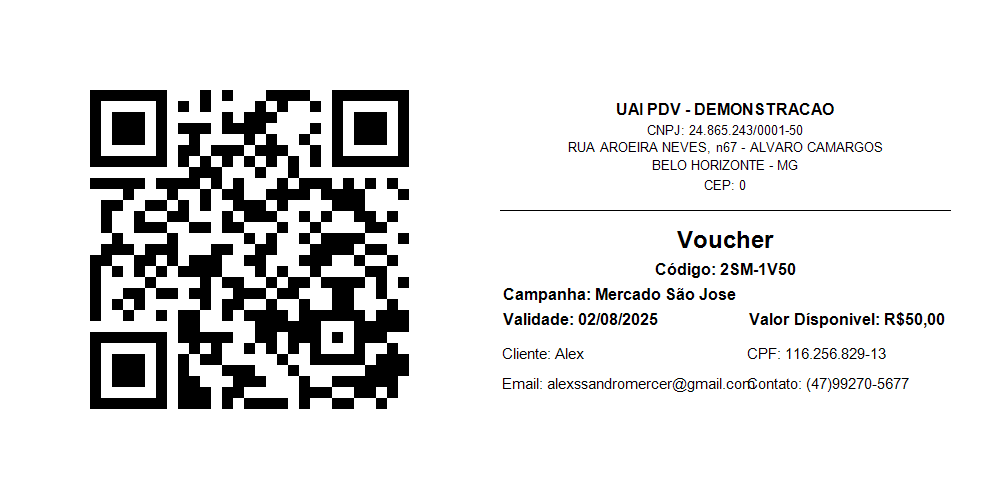 UAI PDV - DEMONSTRACAO
CNPJ: 24.865.243/0001-50
RUA AROEIRA NEVES, n67 - ALVARO CAMARGOS
BELO HORIZONTE - MG
CEP: 0
Voucher
Código: 2SM-1V50
Campanha: Mercado São Jose
Validade: 02/08/2025 Valor Disponivel: R$50,00
Cliente: Alex CPF: 116.256.829-13
Email: alexssandromercer@gmail.com Contato: (47)99270-5677